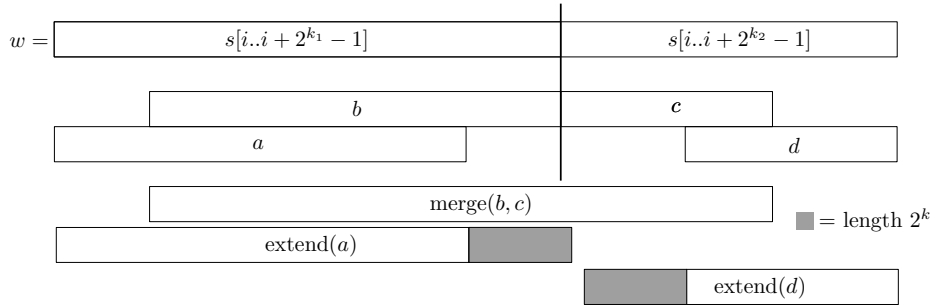 w = s[i..i + 2^{k_1} − 1] s[i..i + 2^{k_2} − 1]
b c
a d
merge(b, c)
= length 2^k
extend(a)
extend(d)